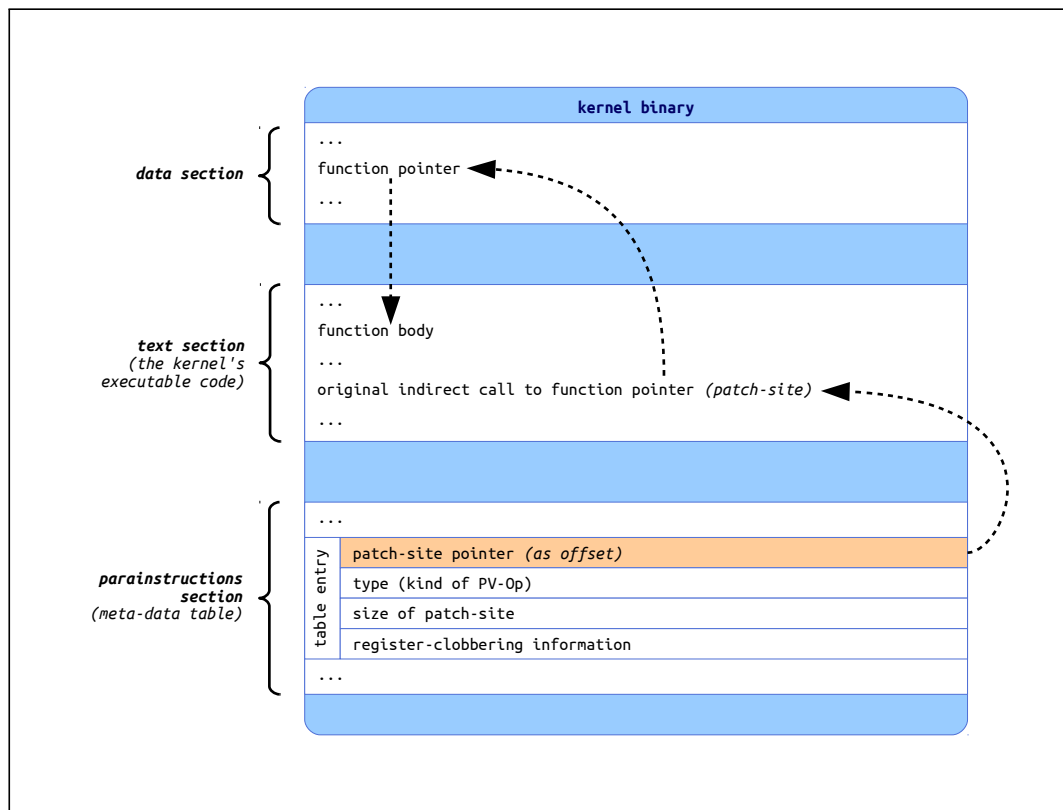 kernel binary
data section
...
function pointer
...
text section
(the kernel's
executable code)
...
function body
...
original indirect call to function pointer (patch-site)
...
parainstructions
section
(meta-data table)
...
table entry
patch-site pointer (as offset)
type (kind of PV-Op)
size of patch-site
register-clobbering information
...